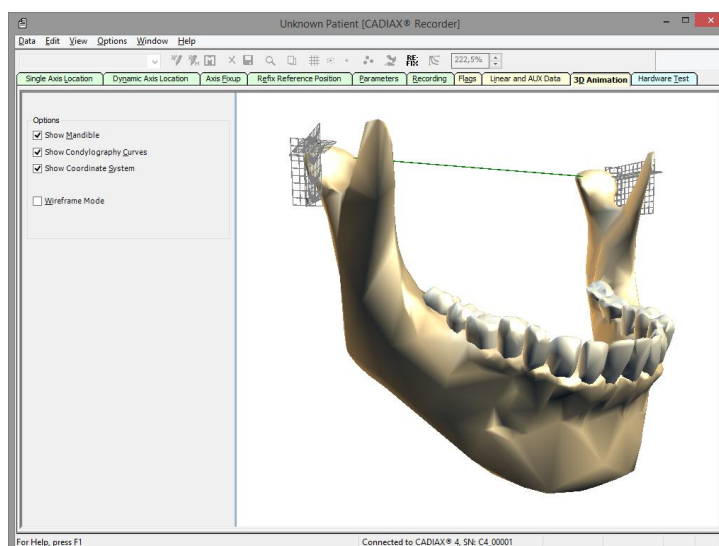 Unknown Patient [CADIAX® Recorder]
Data Edit View Options Window Help
RE: FIX 222,5%
Single Axis Location Dynamic Axis Location Axis Fixup Refix Reference Position Parameters Recording Flags Linear and AUX Data 3D Animation Hardware Test
Options
Show Mandible
Show Condylography Curves
Show Coordinate System
Wireframe Mode
For Help, press F1 Connected to CADIAX® 4, SN: C4_00001